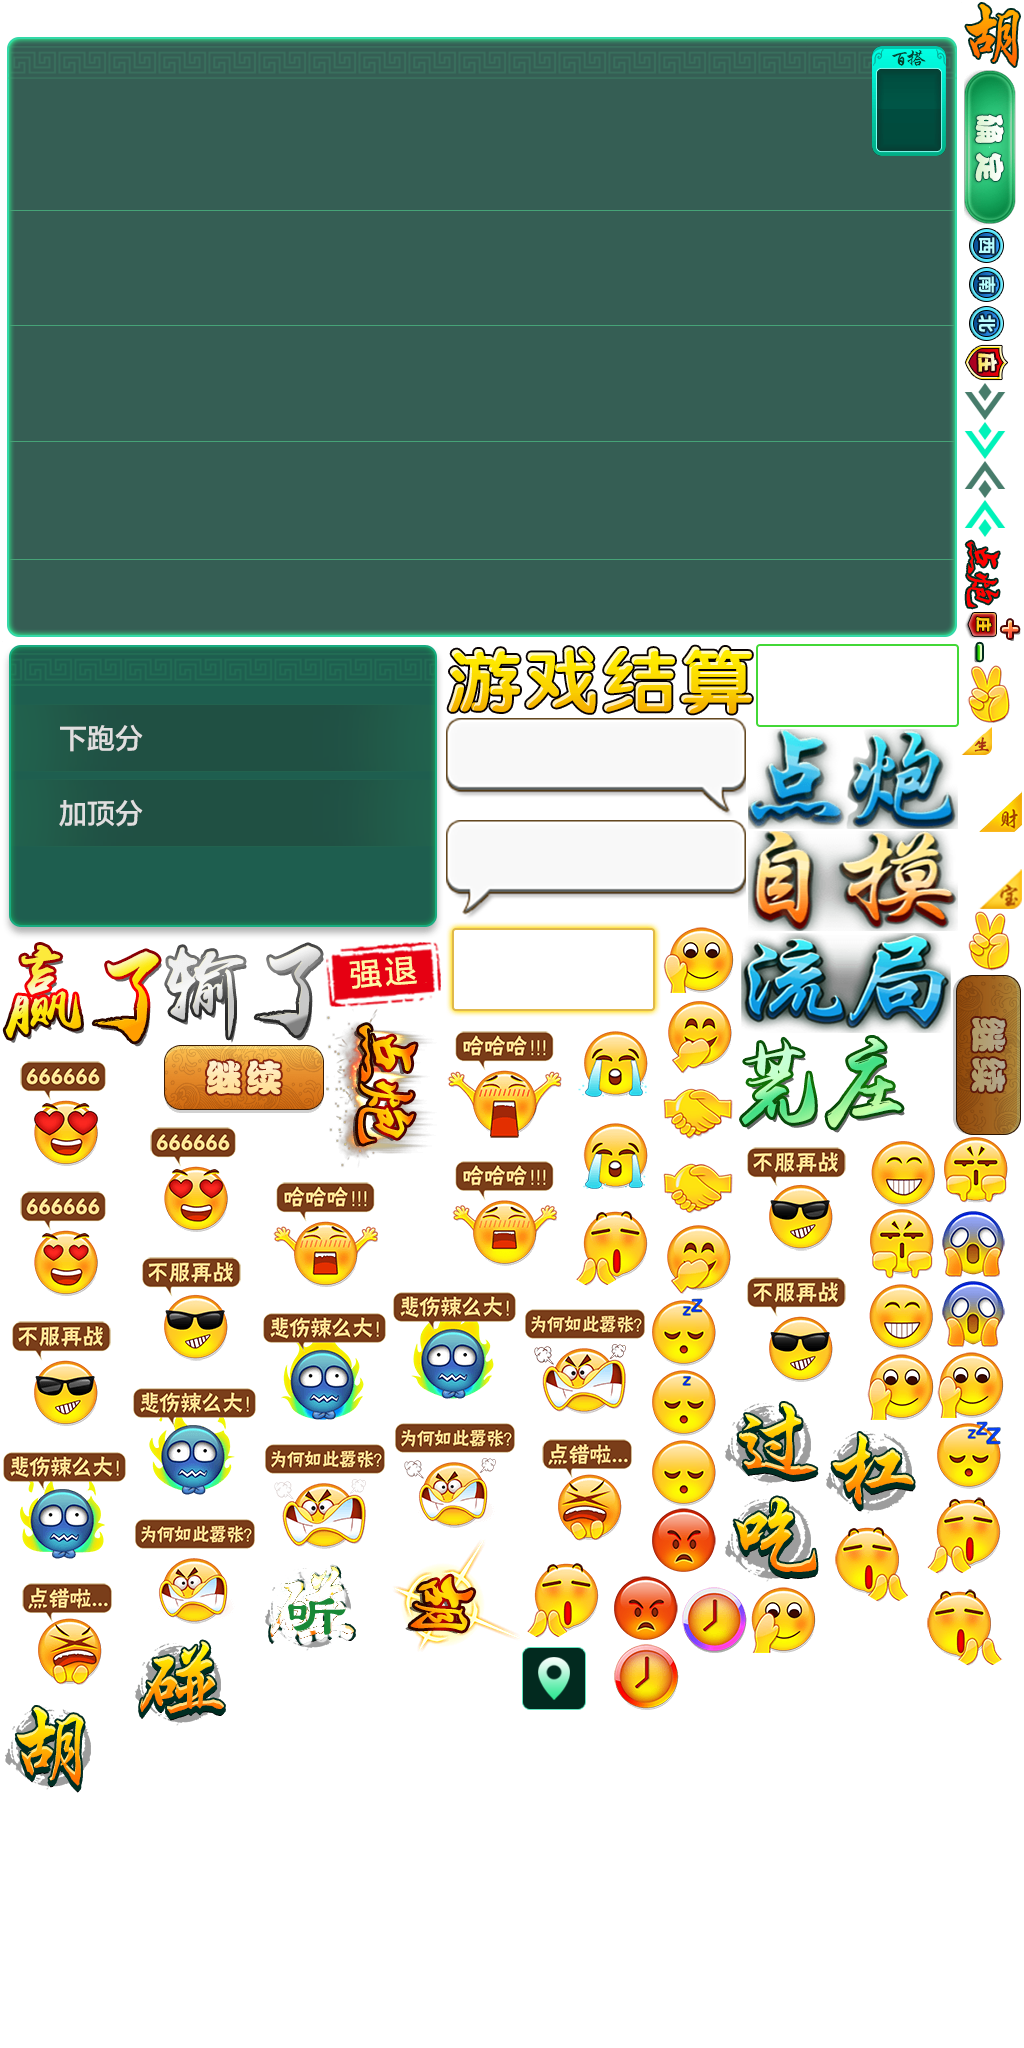 胡
百搭
确定
西
南
北
庄
点炮
庄
游戏结算
下跑分
加顶分
生
点炮
财
自摸
宝
流局
赢了
输了
强退
继续
点炮
荒庄
继续
哈哈哈!!!
666666
666666
不服再战
哈哈哈!!!
哈哈哈!!!
666666
不服再战
不服再战
悲伤辣么大!
为何如此嚣张?
悲伤辣么大!
不服再战
悲伤辣么大!
zZ
z
过
杠
zZZ
为何如此嚣张?
点错啦...
为何如此嚣张?
悲伤辣么大!
为何如此嚣张?
吃
点错啦...
听
胡
碰
胡